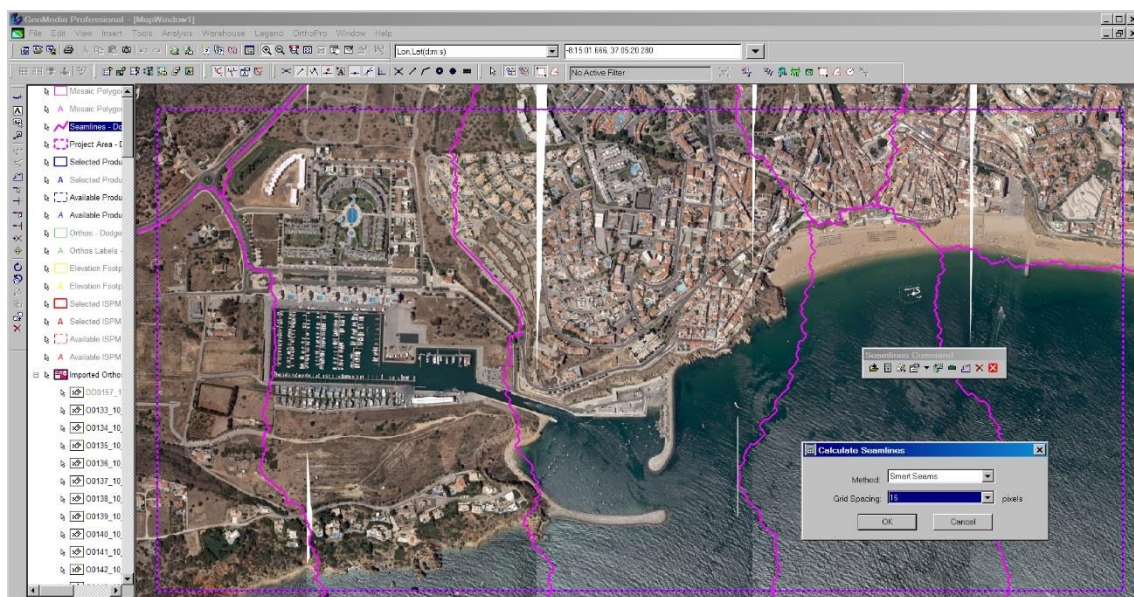 GeoMedia Professional - [MapWindow1]
File Edit View Insert Tools Analysis Warehouse Legend OrthoPro Window Help
Lon,Lat(d:m:s) -8:15:01.666, 37:05:20.280
No Active Filter
Mosaic Polygo
Mosaic Polygo
Seamlines - Do
Project Area - D
Selected Produ
Selected Produ
Available Produ
Available Produ
Orthos - Dodge
Orthos Labels -
Elevation Footp
Elevation Footp
Selected ISPM
Selected ISPM
Available ISPM
Available ISPM
Imported Ortho
DO0157_1
O0133_10
O0134_10
O0135_10
O0136_10
O0137_10
O0138_10
O0139_10
O0140_10
O0141_10
O0142_10
Seamlines Command
Calculate Seamlines
Method: Smart Seams
Grid Spacing: 16 pixels
OK Cancel